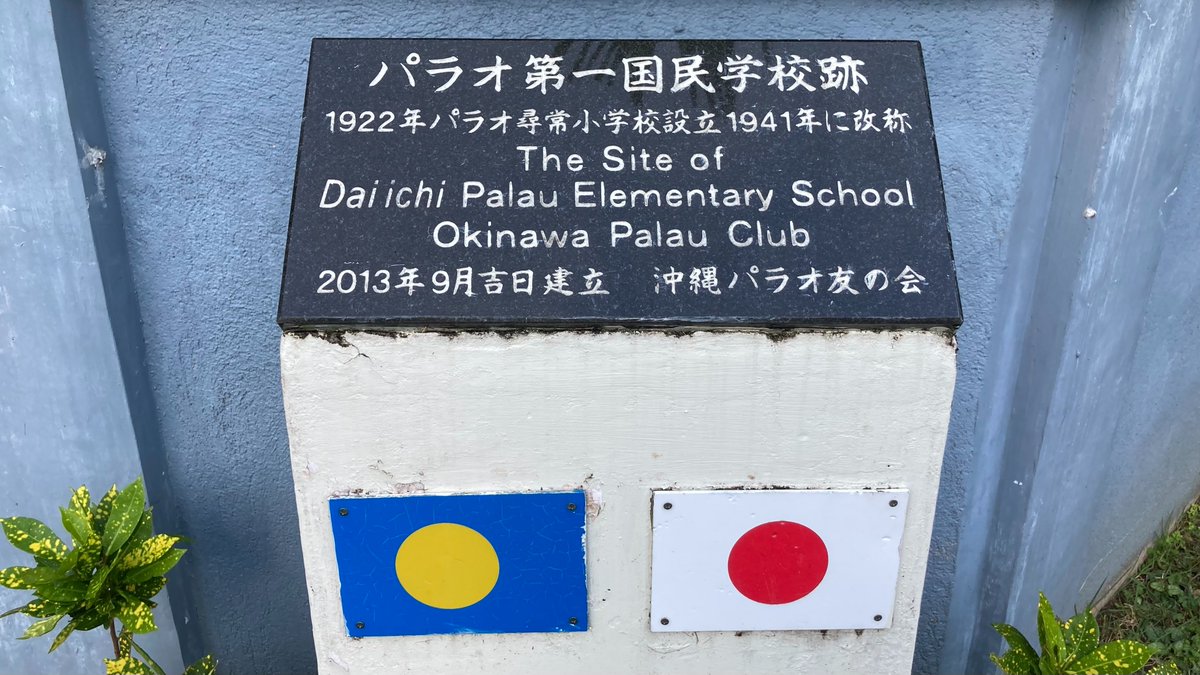 パラオ第一国民学校跡
1922年パラオ尋常小学校設立1941年に改称
The Site of
Daiichi Palau Elementary School
Okinawa Palau Club
2013年9月吉日建立 沖縄パラオ友の会